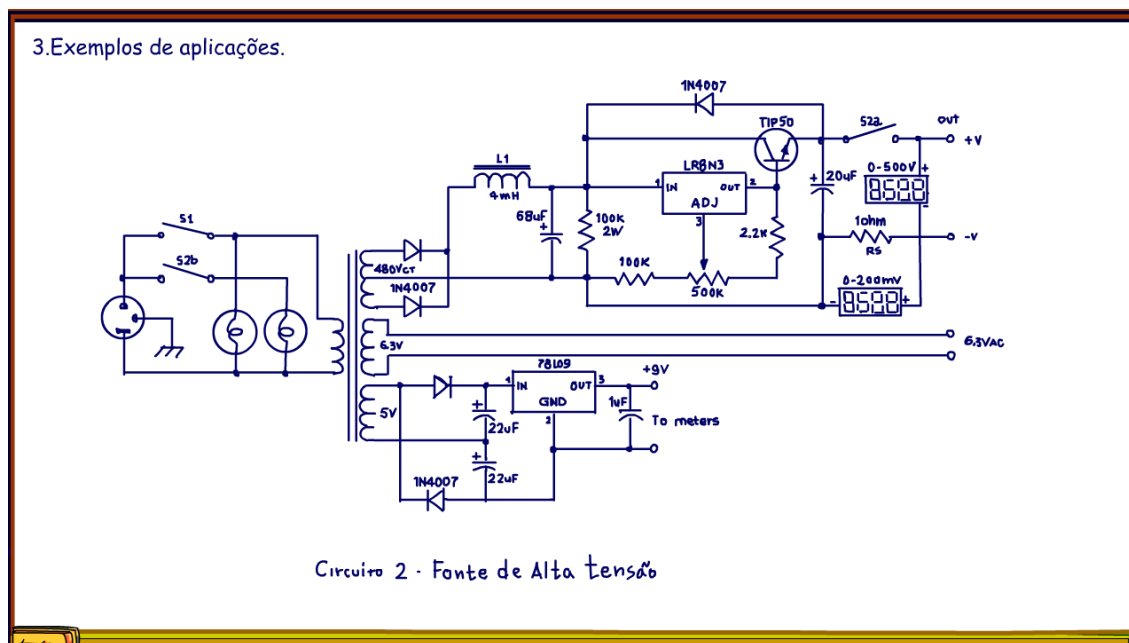 3.Exemplos de aplicações.
1N4007
TIP50
S2a
out
+V
L1
4mH
68uF
+
100K
2W
1
IN
LR8N3
OUT
2
ADJ
3
2.2K
100K
500K
+
20uF
0-500V
+
-
1ohm
RS
-V
0-200mV
-
+
S1
S2b
480VCT
1N4007
6.3V
6.3VAC
5V
78L09
1
IN
OUT
3
GND
2
+9V
1uF
To meters
+
22uF
+
22uF
1N4007
Circuito 2 - Fonte de Alta tensão